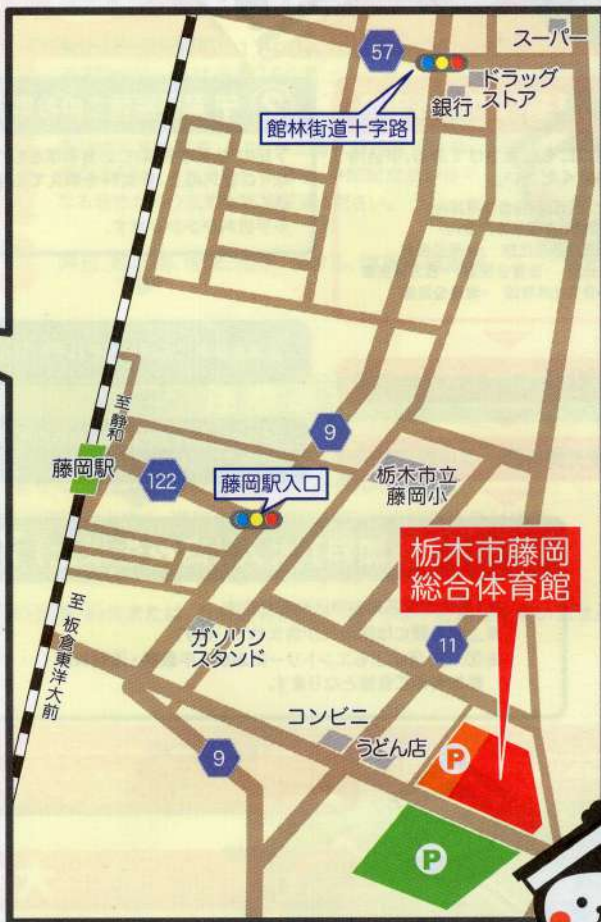 スーパー
57
ドラッグ
ストア
銀行
館林街道十字路
至 静和
9
藤岡駅
122
藤岡駅入口
栃木市立
藤岡小
栃木市藤岡
総合体育館
至 板倉東洋大前
ガソリン
スタンド
11
コンビニ
うどん店
9
P
P